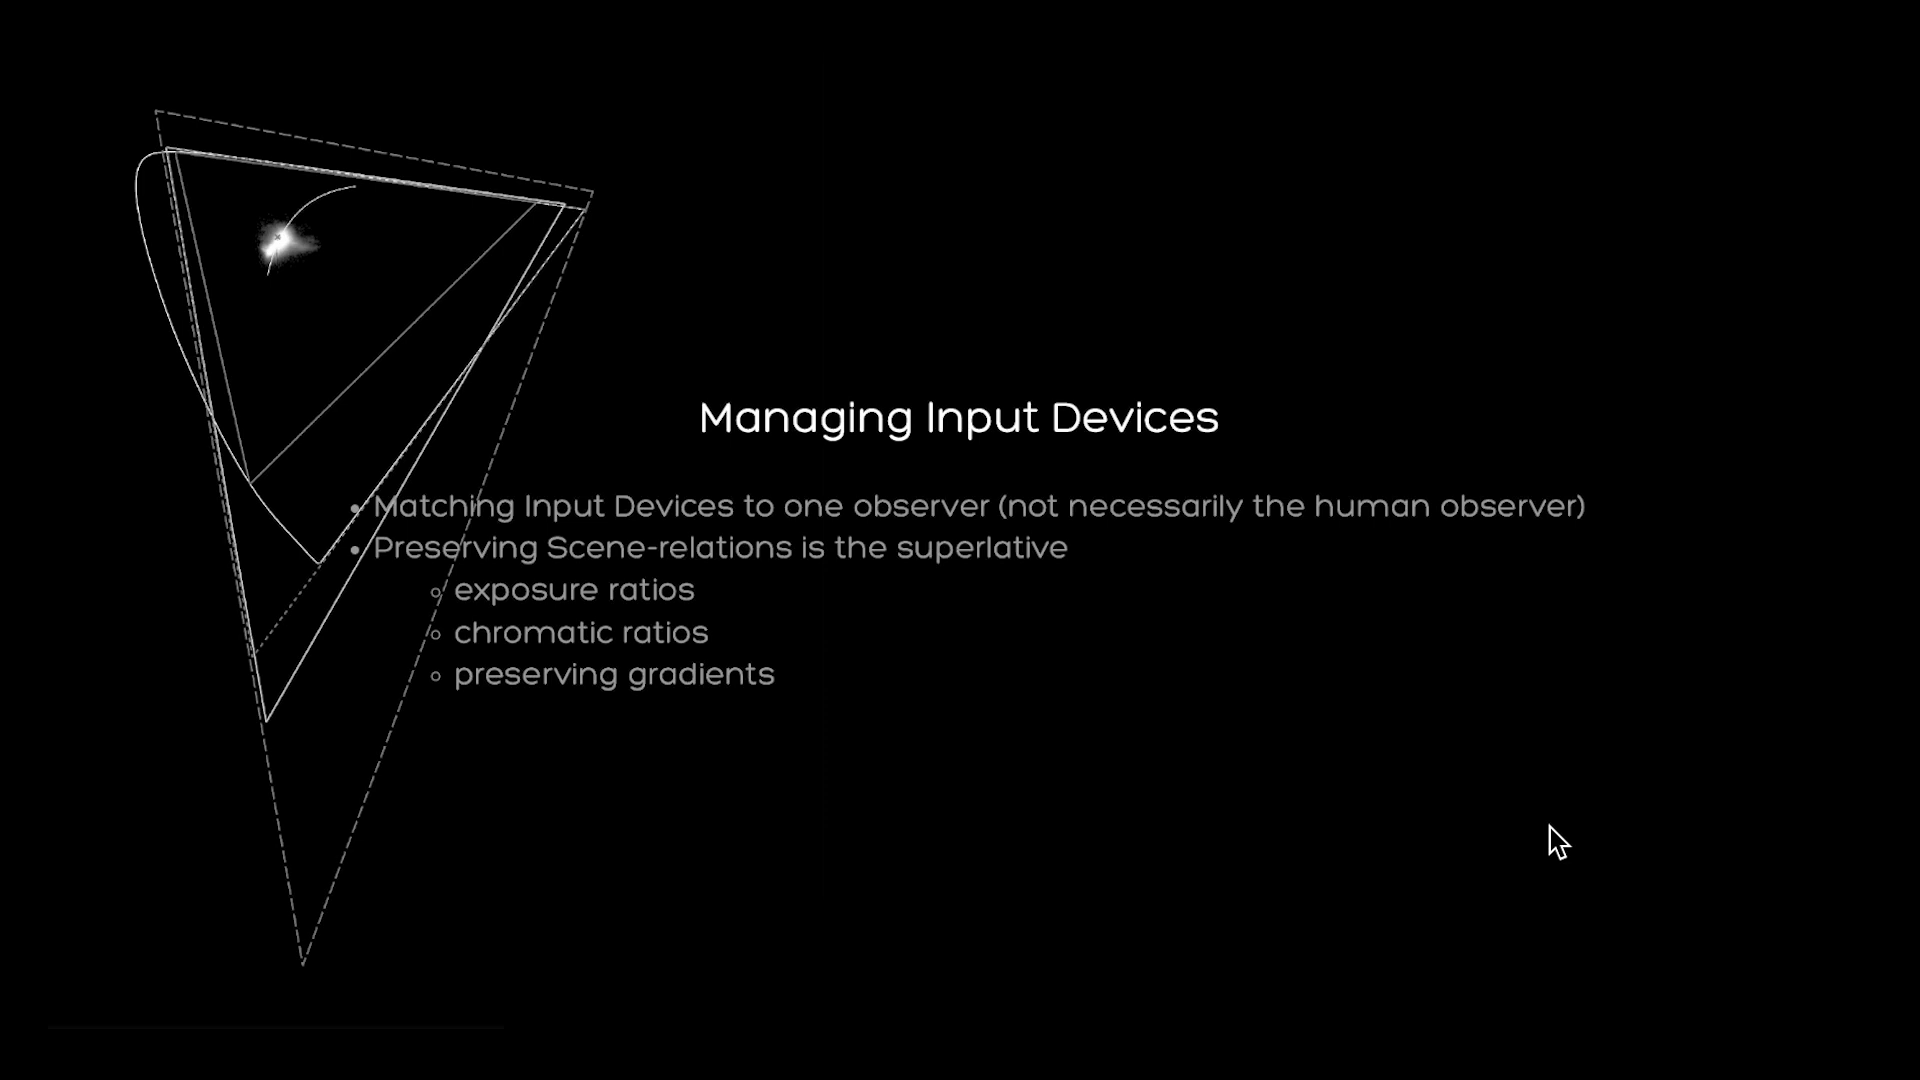 Managing Input Devices
• Matching Input Devices to one observer (not necessarily the human observer)
• Preserving Scene-relations is the superlative
◦ exposure ratios
◦ chromatic ratios
◦ preserving gradients